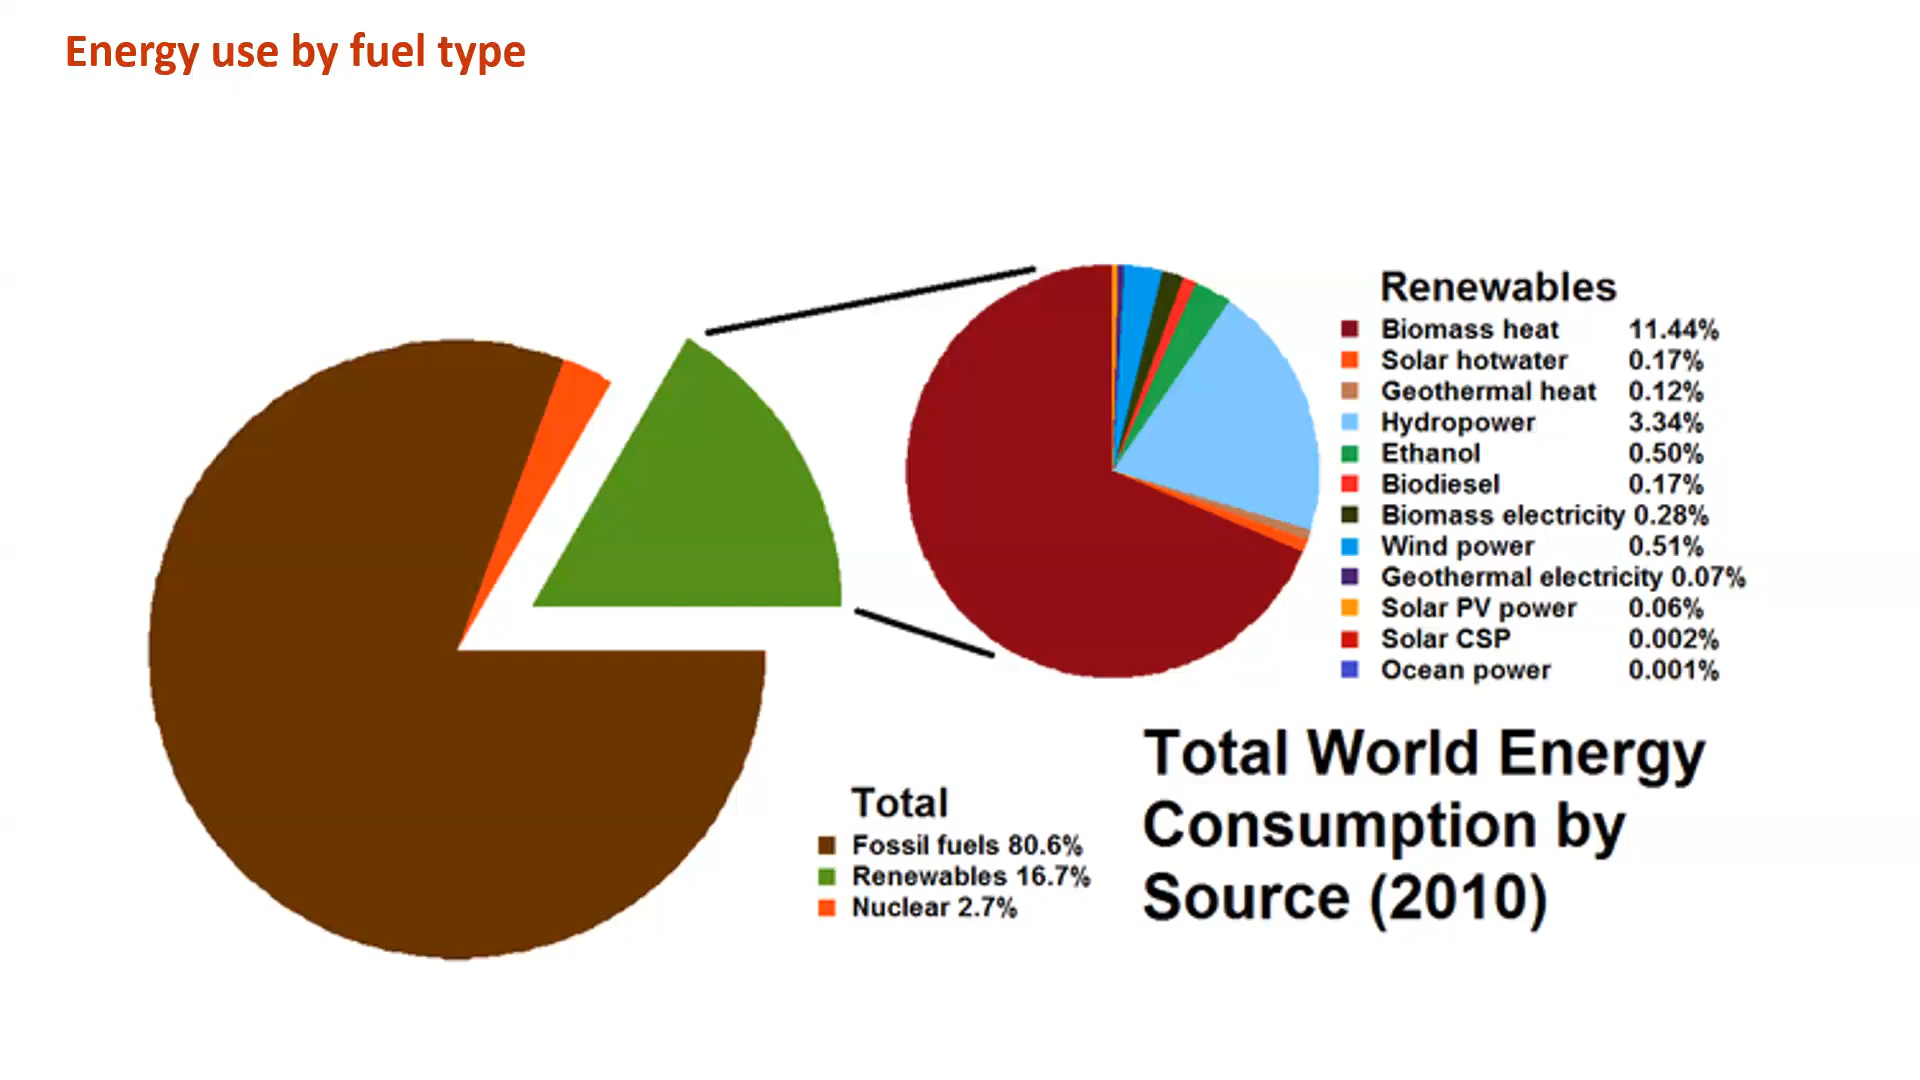 Energy use by fuel type
Renewables
Biomass heat 11.44%
Solar hotwater 0.17%
Geothermal heat 0.12%
Hydropower 3.34%
Ethanol 0.50%
Biodiesel 0.17%
Biomass electricity 0.28%
Wind power 0.51%
Geothermal electricity 0.07%
Solar PV power 0.06%
Solar CSP 0.002%
Ocean power 0.001%
Total
Fossil fuels 80.6%
Renewables 16.7%
Nuclear 2.7%
Total World Energy
Consumption by
Source (2010)